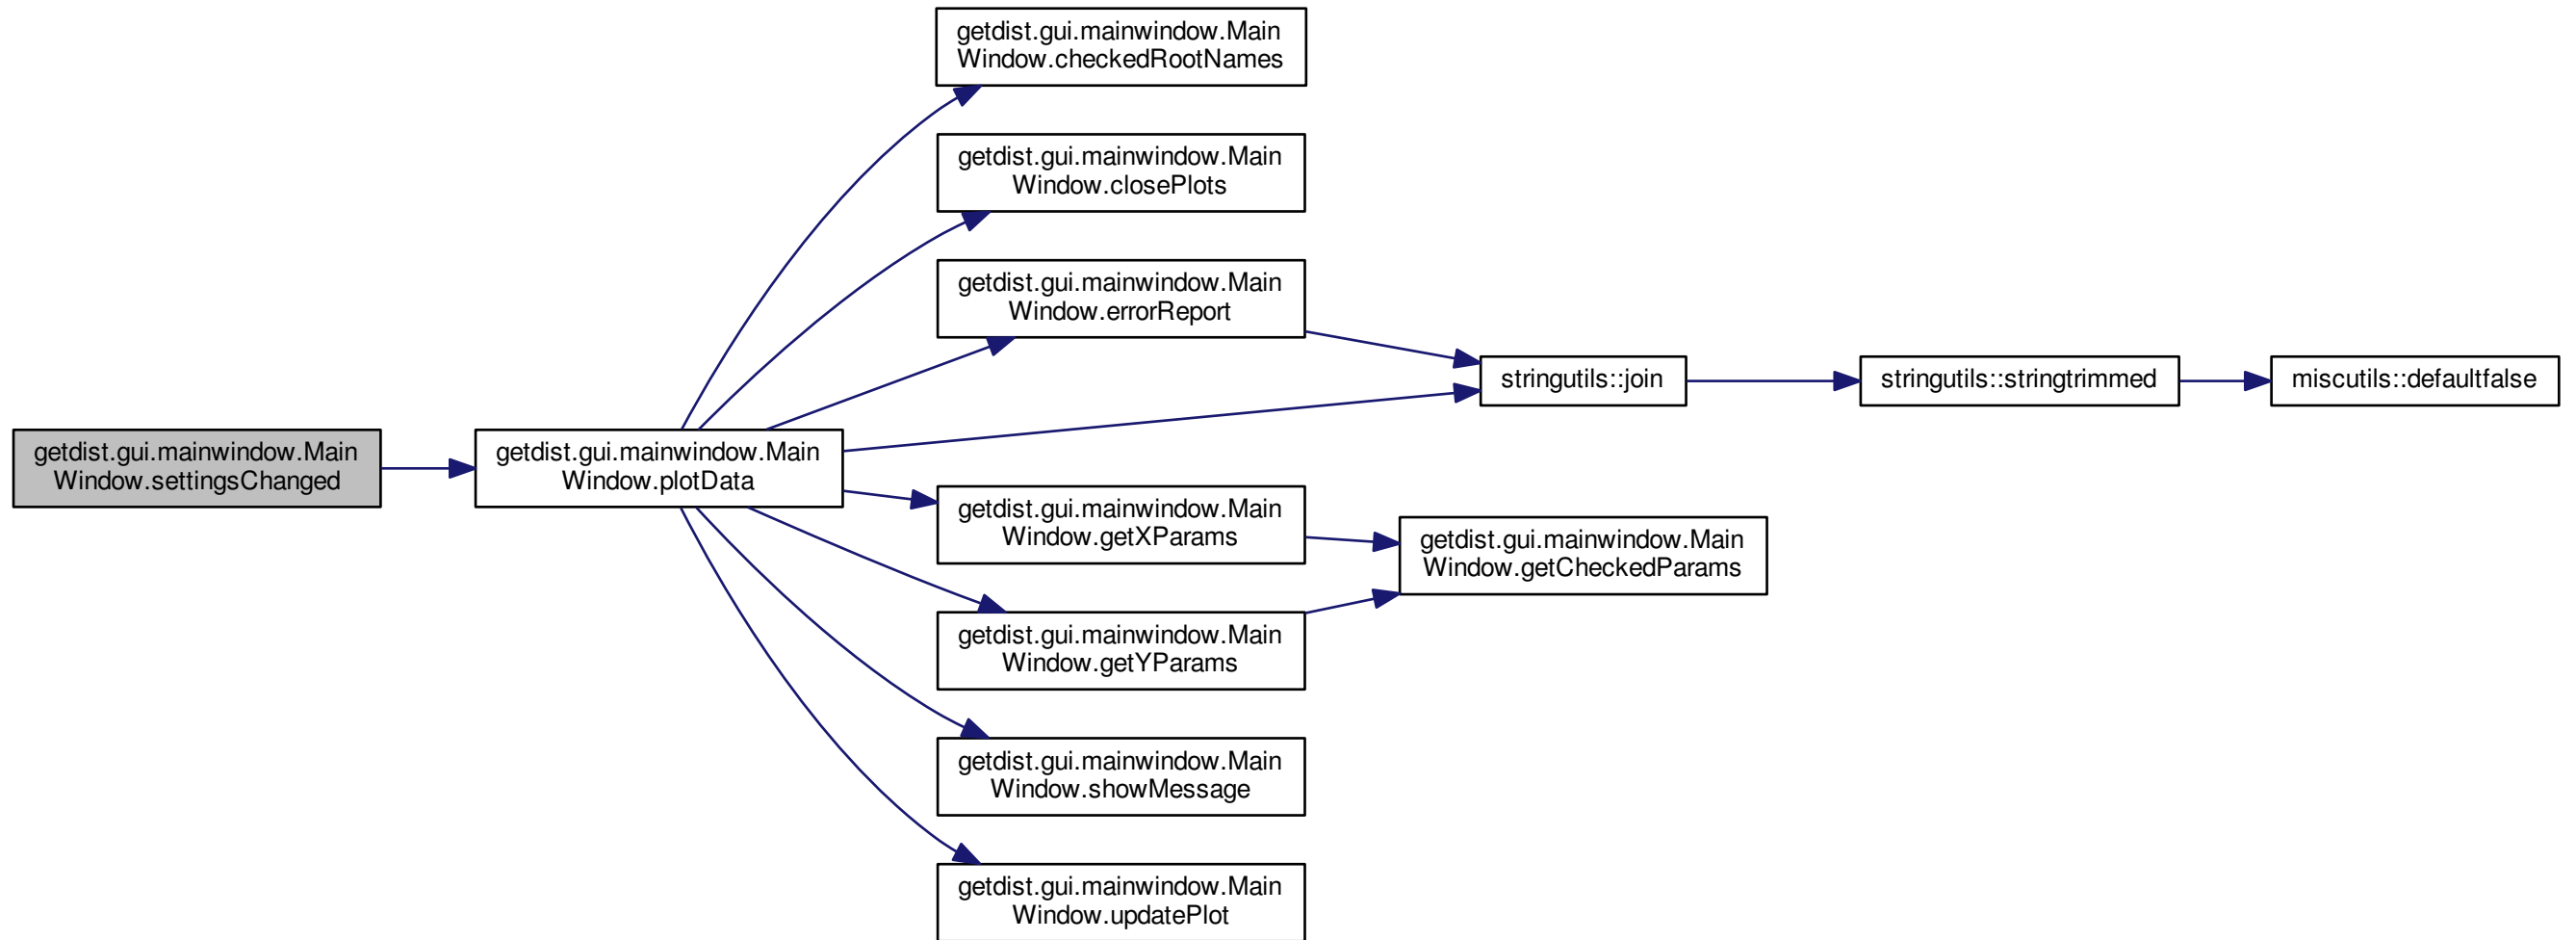 getdist.gui.mainwindow.Main
Window.checkedRootNames
getdist.gui.mainwindow.Main
Window.closePlots
getdist.gui.mainwindow.Main
Window.errorReport
stringutils::join
stringutils::stringtrimmed
miscutils::defaultfalse
getdist.gui.mainwindow.Main
Window.settingsChanged
getdist.gui.mainwindow.Main
Window.plotData
getdist.gui.mainwindow.Main
Window.getXParams
getdist.gui.mainwindow.Main
Window.getCheckedParams
getdist.gui.mainwindow.Main
Window.getYParams
getdist.gui.mainwindow.Main
Window.showMessage
getdist.gui.mainwindow.Main
Window.updatePlot